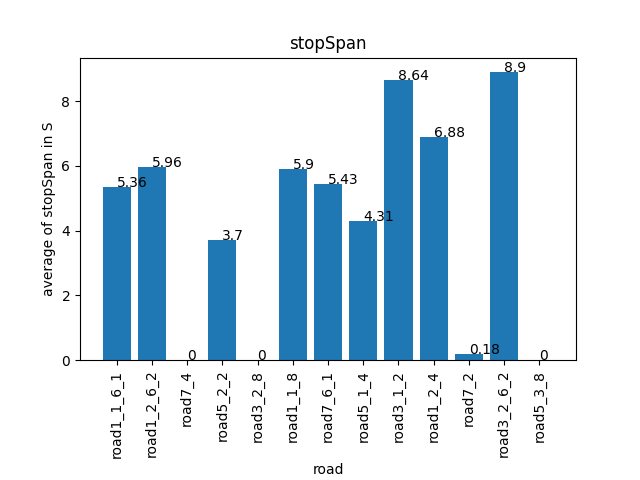 stopSpan
average of stopSpan in S
8
6
4
2
0
5.36
5.96
0
3.7
0
5.9
5.43
4.31
8.64
6.88
0.18
8.9
0
road1_1_6_1
road1_2_6_2
road7_4
road5_2_2
road3_2_8
road1_1_8
road7_6_1
road5_1_4
road3_1_2
road1_2_4
road7_2
road3_2_6_2
road5_3_8
road